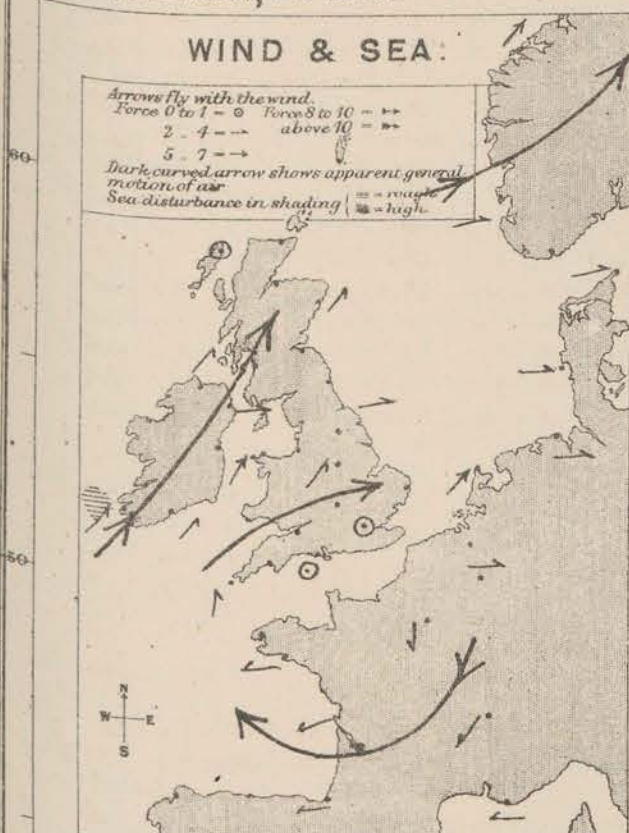 WIND & SEA.
Arrows fly with the wind.
Force 0 to 1 = Force 8 to 10 =
2 - 4 = above 10 =
5 - 7 =
Dark curved arrow shows apparent general
motion of air
Sea disturbance in shading = rough
= high
60
50
N
W E
S